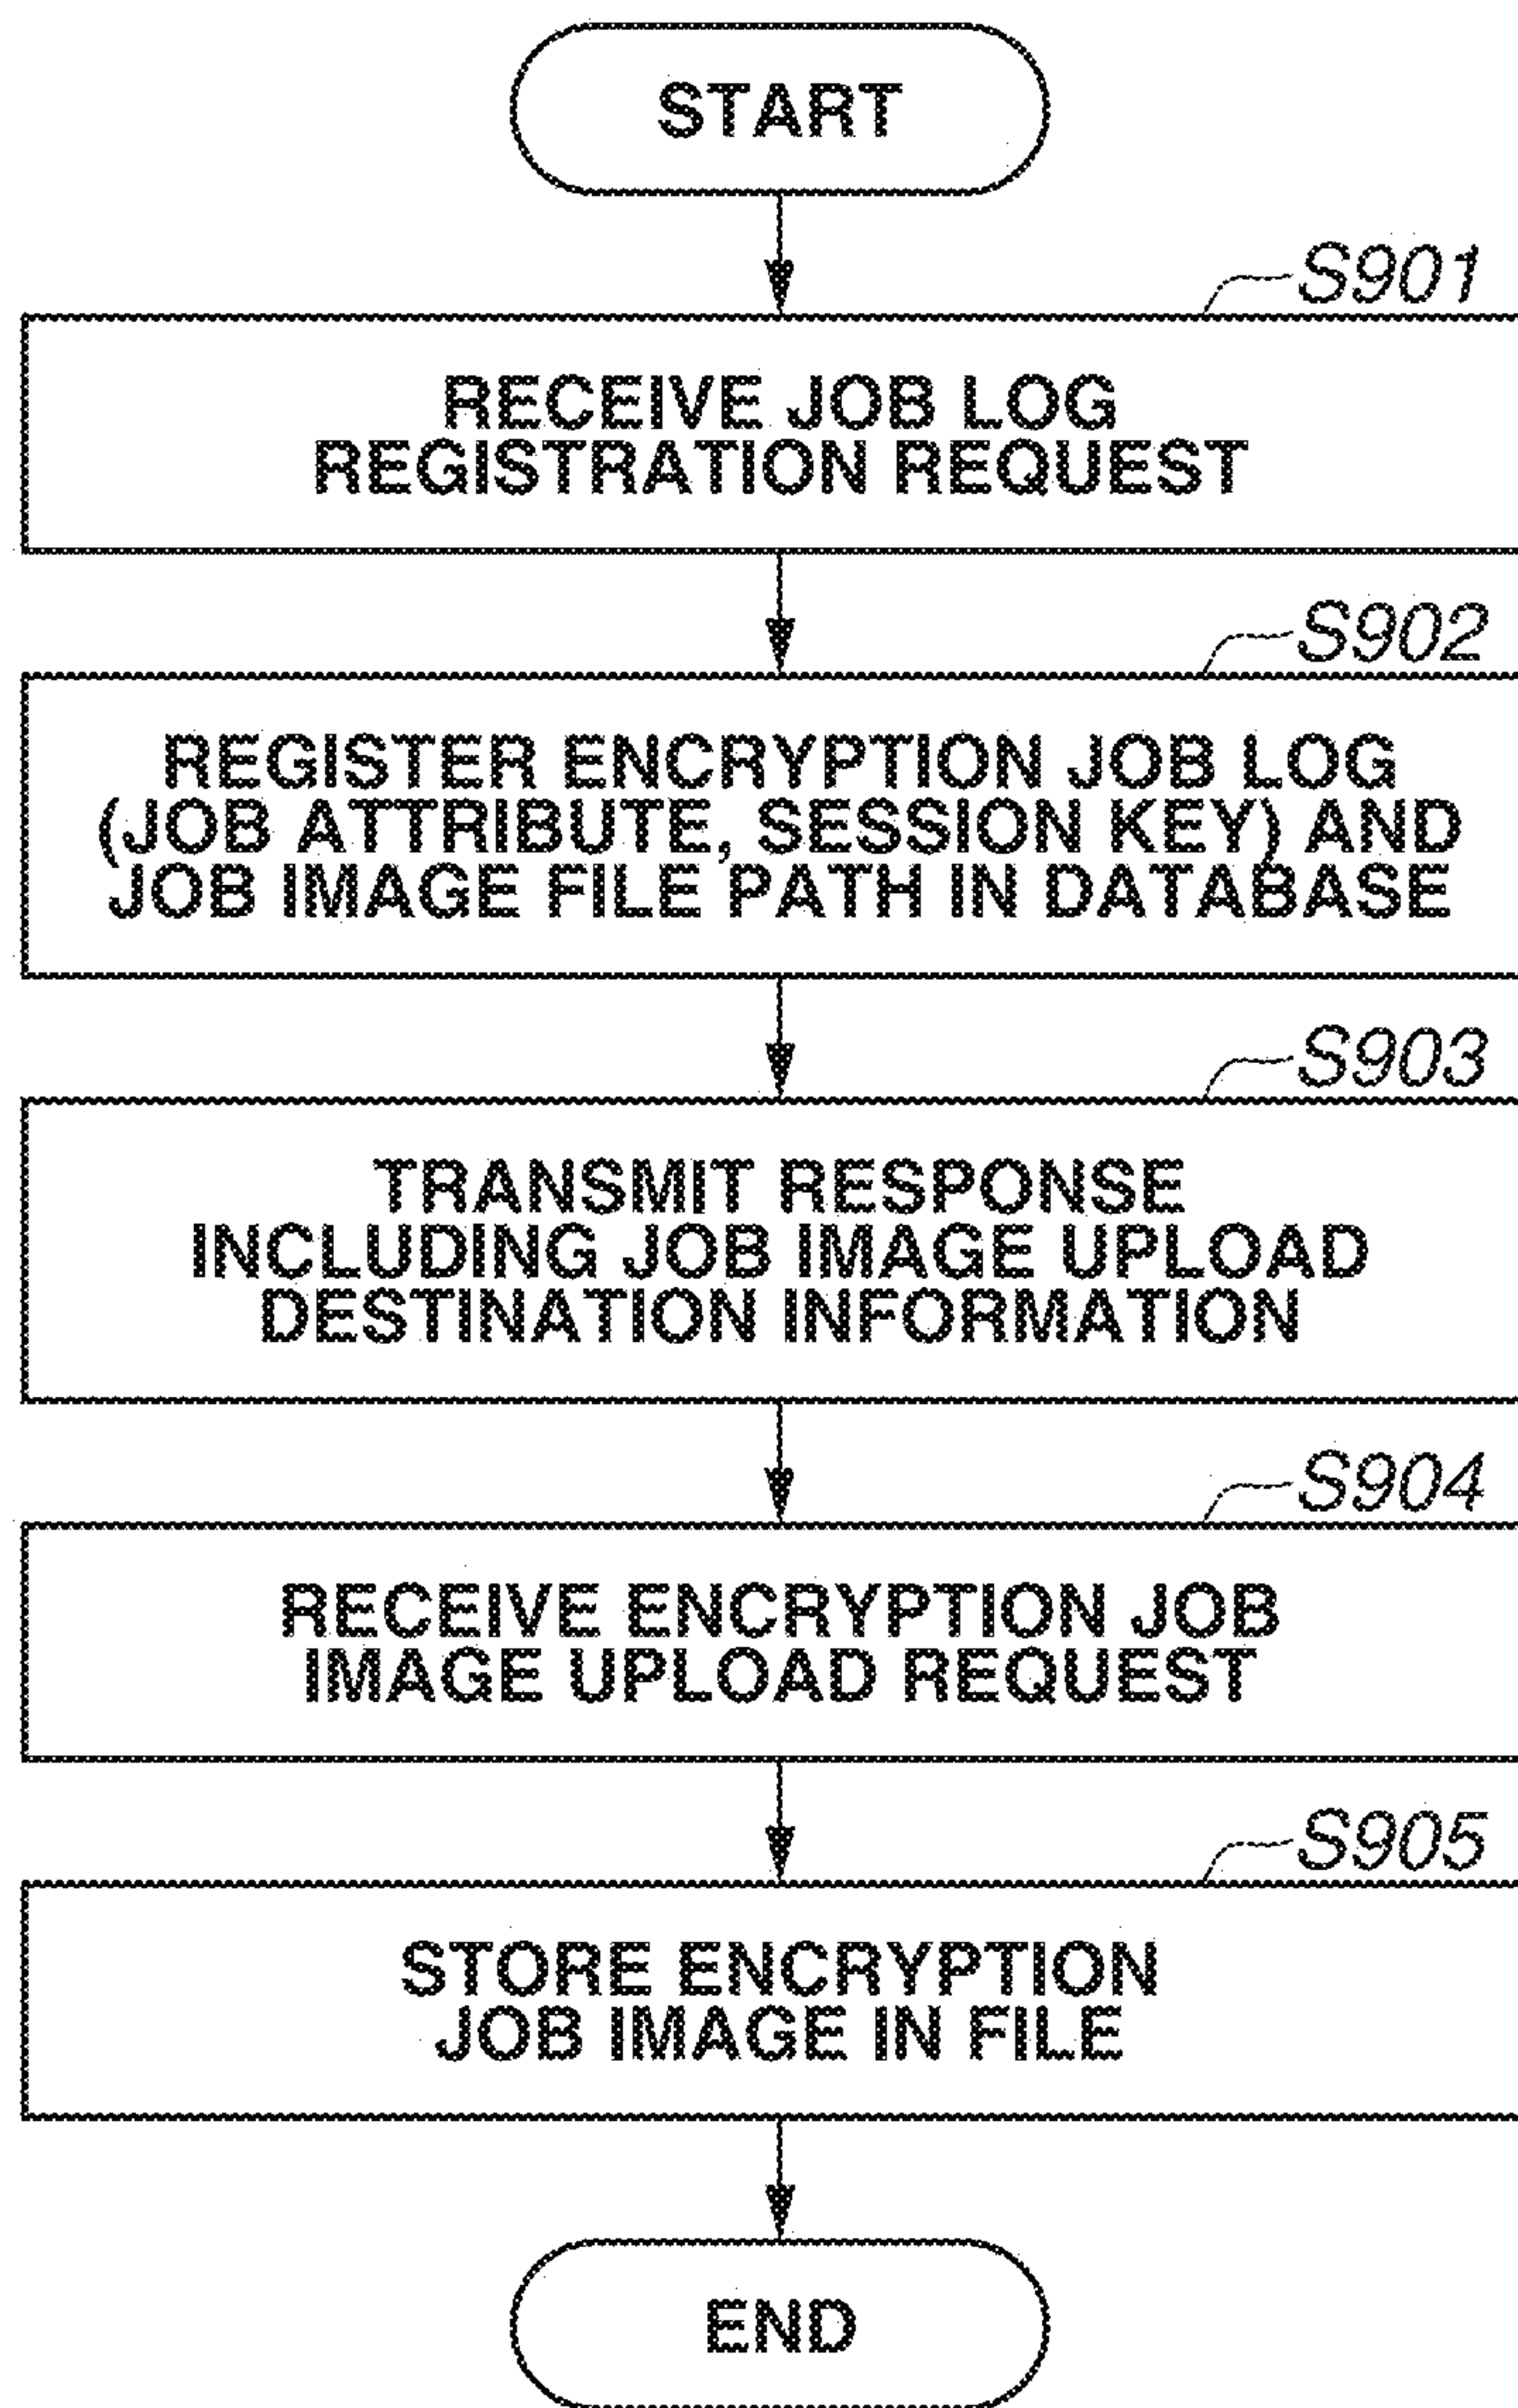 START
S901
RECEIVE JOB LOG
REGISTRATION REQUEST
S902
REGISTER ENCRYPTION JOB LOG
(JOB ATTRIBUTE, SESSION KEY) AND
JOB IMAGE FILE PATH IN DATABASE
S903
TRANSMIT RESPONSE
INCLUDING JOB IMAGE UPLOAD
DESTINATION INFORMATION
S904
RECEIVE ENCRYPTION JOB
IMAGE UPLOAD REQUEST
S905
STORE ENCRYPTION
JOB IMAGE IN FILE
END